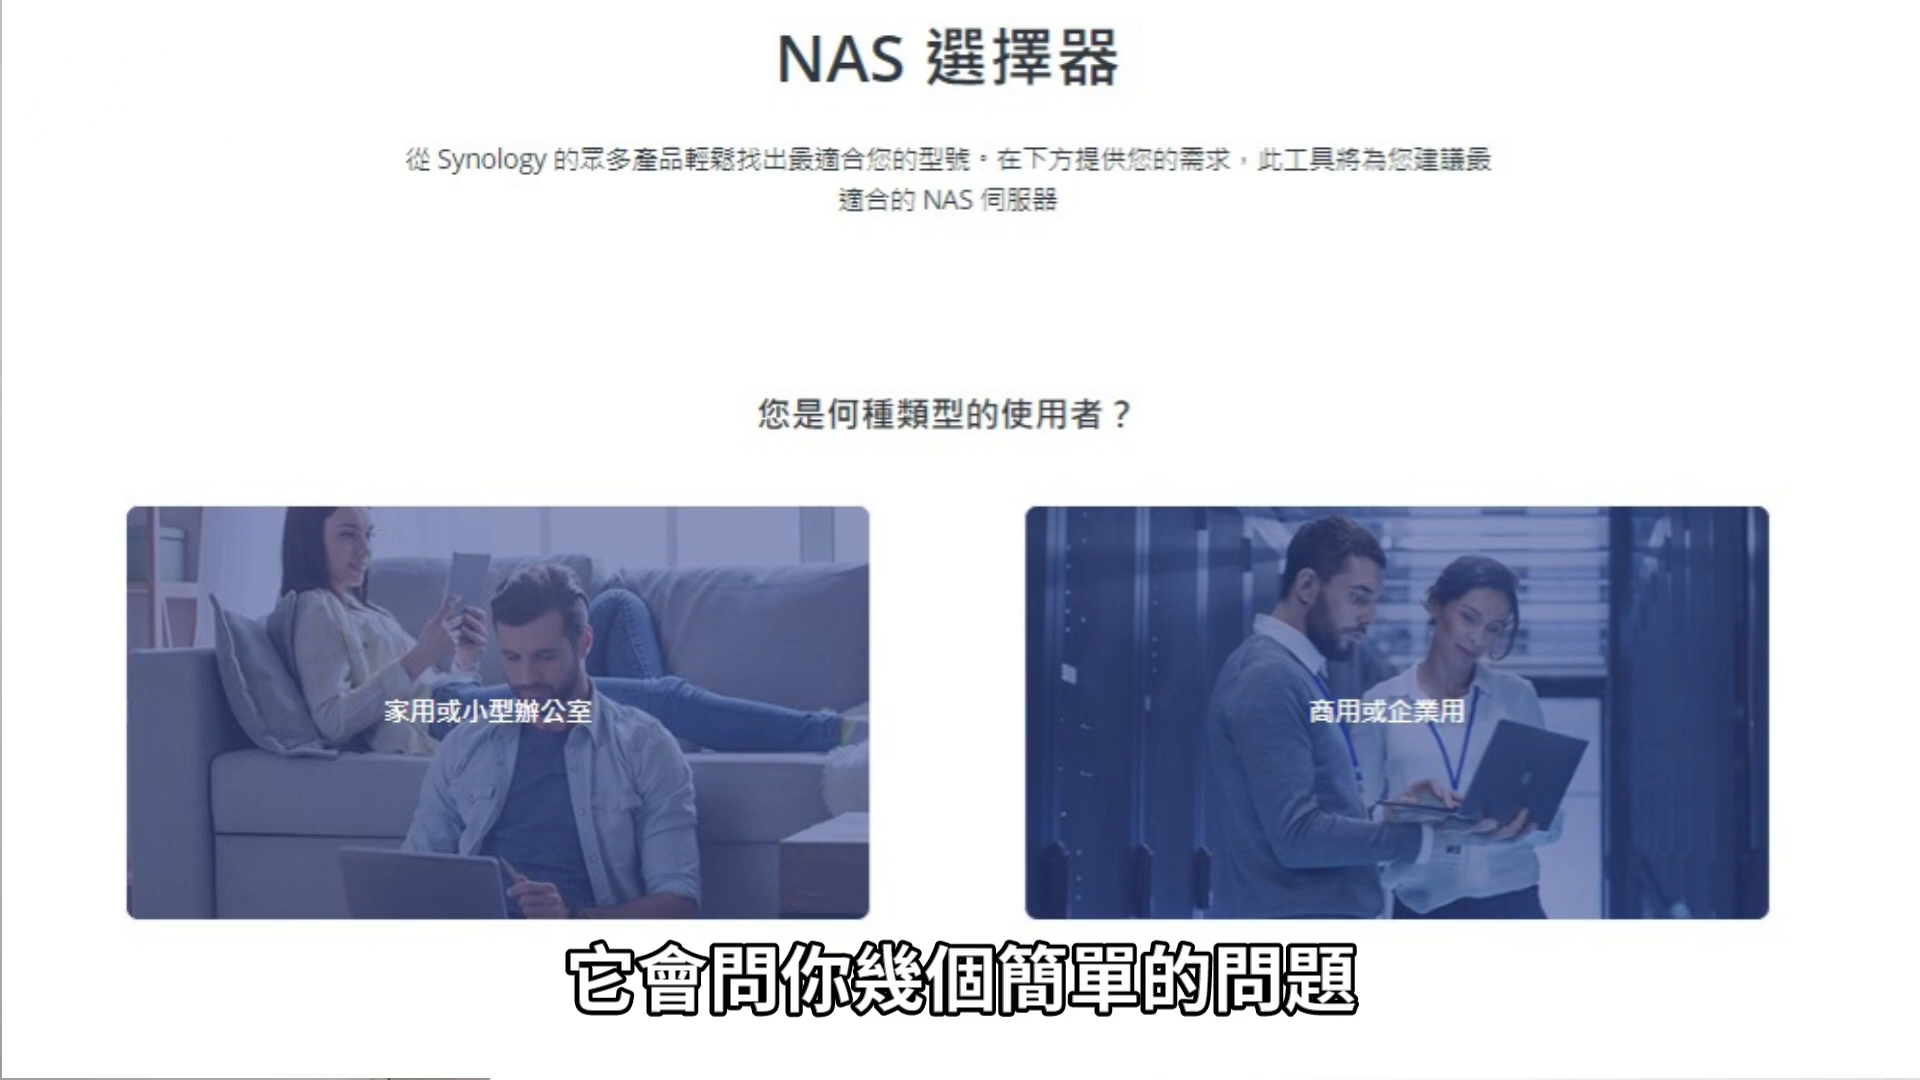 NAS 選擇器
從 Synology 的眾多產品輕鬆找出最適合您的型號。在下方提供您的需求，此工具將為您建議最
適合的 NAS 伺服器
您是何種類型的使用者？
家用或小型辦公室
商用或企業用
它會問你幾個簡單的問題